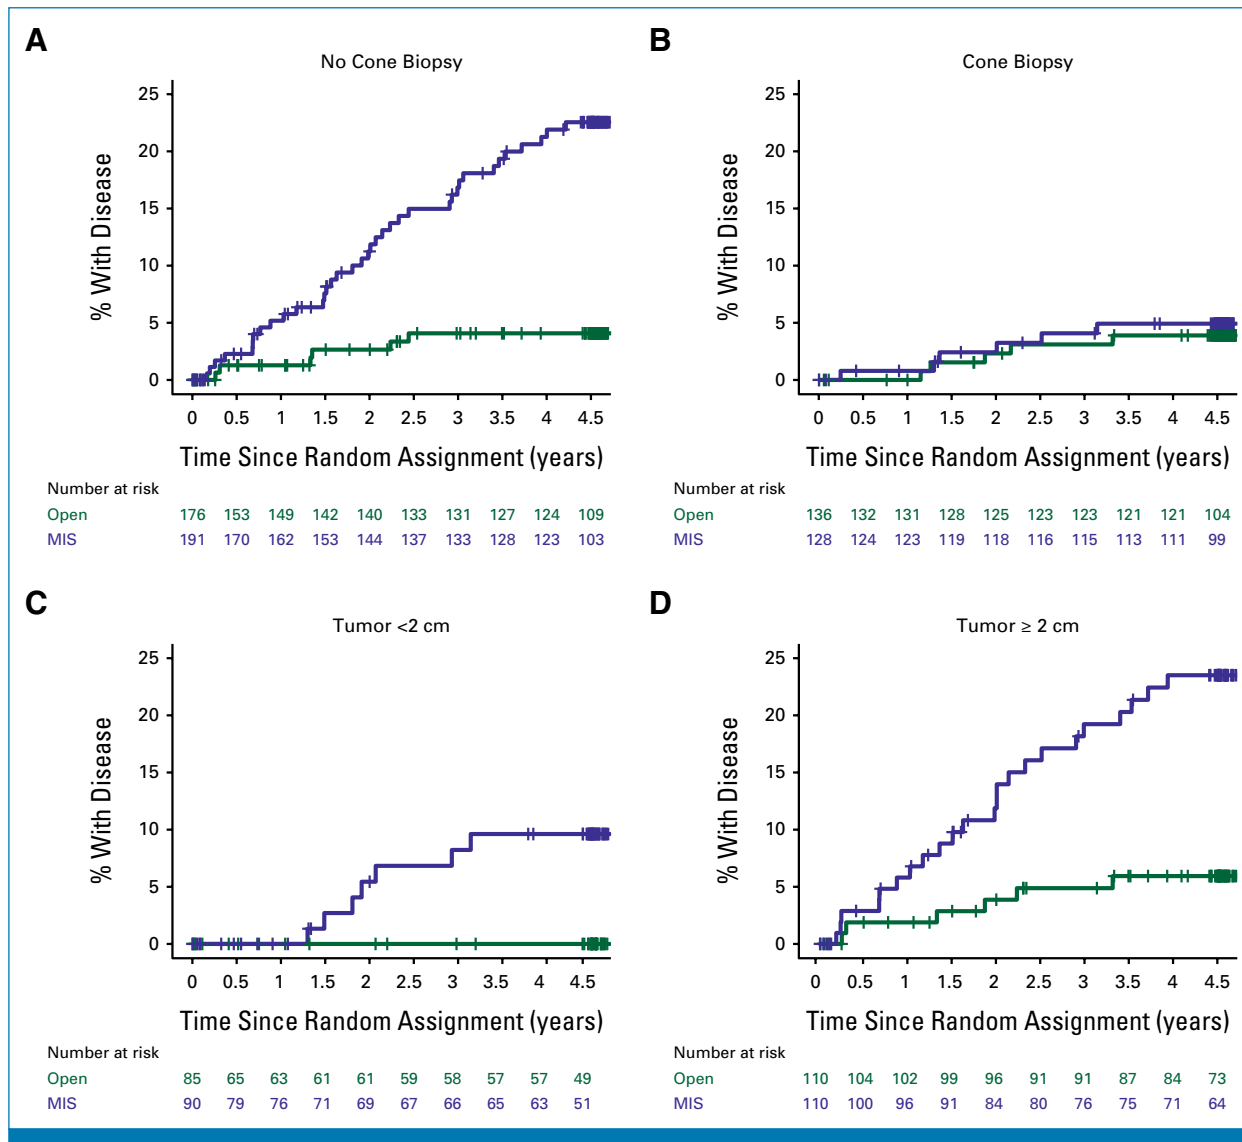 A
No Cone Biopsy
25
20
15
10
5
0
% With Disease
0 0.5 1 1.5 2 2.5 3 3.5 4 4.5
Time Since Random Assignment (years)
Number at risk
Open 176 153 149 142 140 133 131 127 124 109
MIS 191 170 162 153 144 137 133 128 123 103
B
Cone Biopsy
25
20
15
10
5
0
% With Disease
0 0.5 1 1.5 2 2.5 3 3.5 4 4.5
Time Since Random Assignment (years)
Number at risk
Open 136 132 131 128 125 123 123 121 121 104
MIS 128 124 123 119 118 116 115 113 111 99
C
Tumor <2 cm
25
20
15
10
5
0
% With Disease
0 0.5 1 1.5 2 2.5 3 3.5 4 4.5
Time Since Random Assignment (years)
Number at risk
Open 85 65 63 61 61 59 58 57 57 49
MIS 90 79 76 71 69 67 66 65 63 51
D
Tumor ≥ 2 cm
25
20
15
10
5
0
% With Disease
0 0.5 1 1.5 2 2.5 3 3.5 4 4.5
Time Since Random Assignment (years)
Number at risk
Open 110 104 102 99 96 91 91 87 84 73
MIS 110 100 96 91 84 80 76 75 71 64